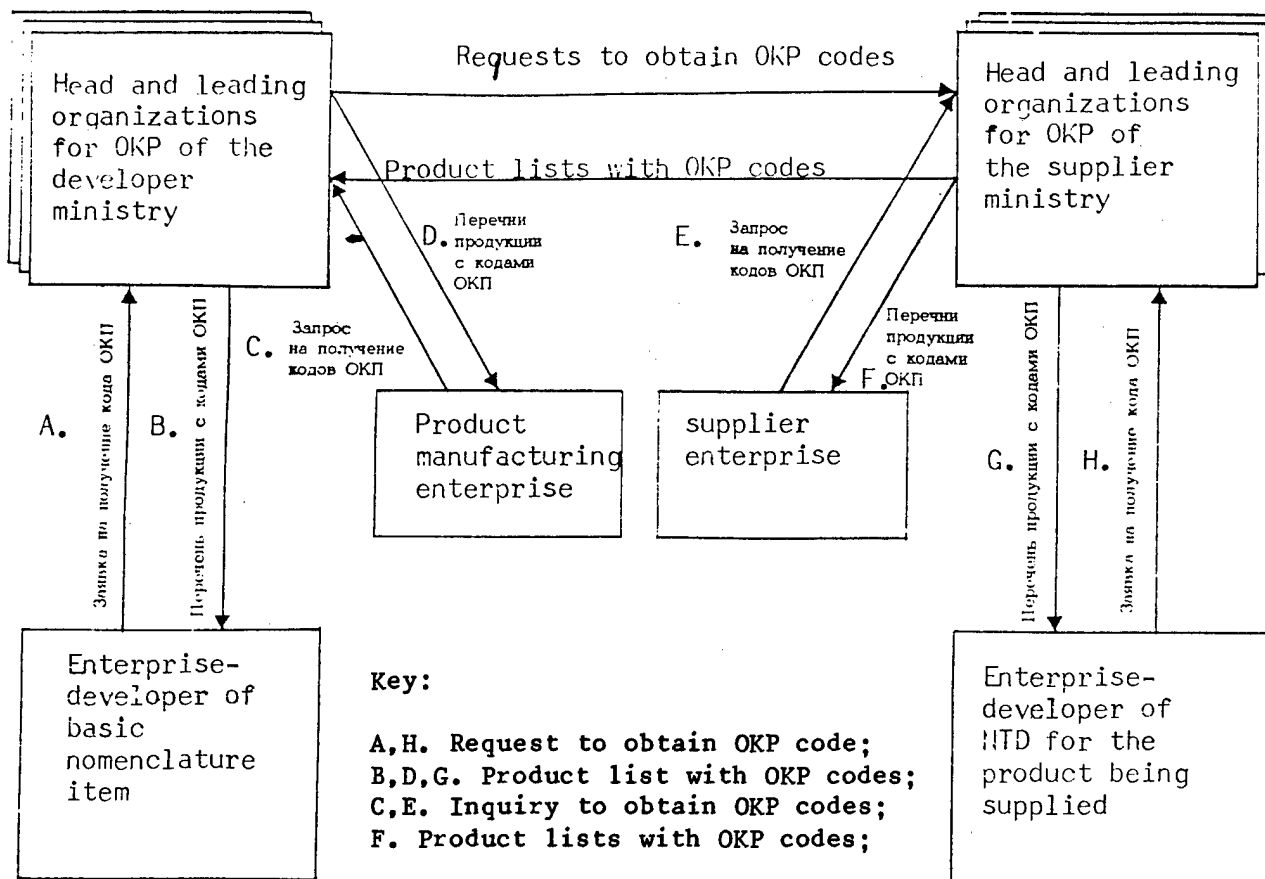 Requests to obtain OKP codes
Head and leading
organizations
for OKP of the
developer
ministry
Head and leading
organizations
for OKP of
the supplier
ministry
Product lists with OKP codes
D. Перечни
продукции
с кодами
ОКП
E. Запрос
на получение
кодов ОКП
C. Запрос
на получение
кодов ОКП
Перечни
продукции
с кодами
F. ОКП
A. Заявка на получение кода ОКП
B. Перечень продукции с кодами ОКП
G. Перечень продукции с кодами ОКП
H. Заявка на получение кода ОКП
Product
manufacturing
enterprise
supplier
enterprise
Enterprise-
developer of
basic
nomenclature
item
Key:
A,H. Request to obtain OKP code;
B,D,G. Product list with OKP codes;
C,E. Inquiry to obtain OKP codes;
F. Product lists with OKP codes;
Enterprise-
developer of
NTD for the
product being
supplied